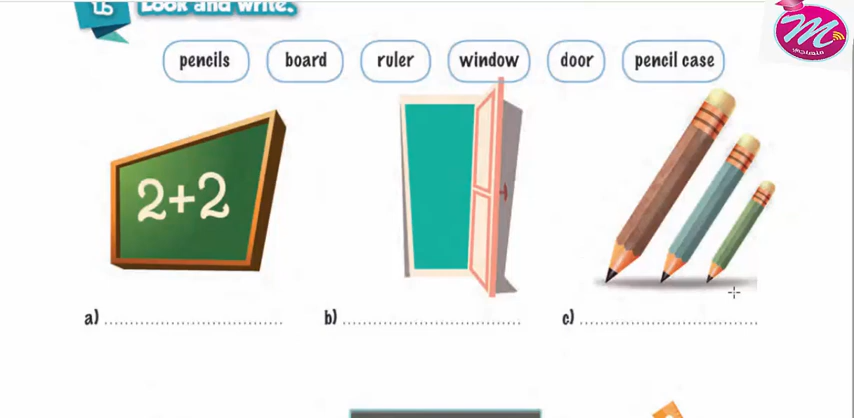 Look and write.
pencils board ruler window door pencil case
2+2
a) b) c)